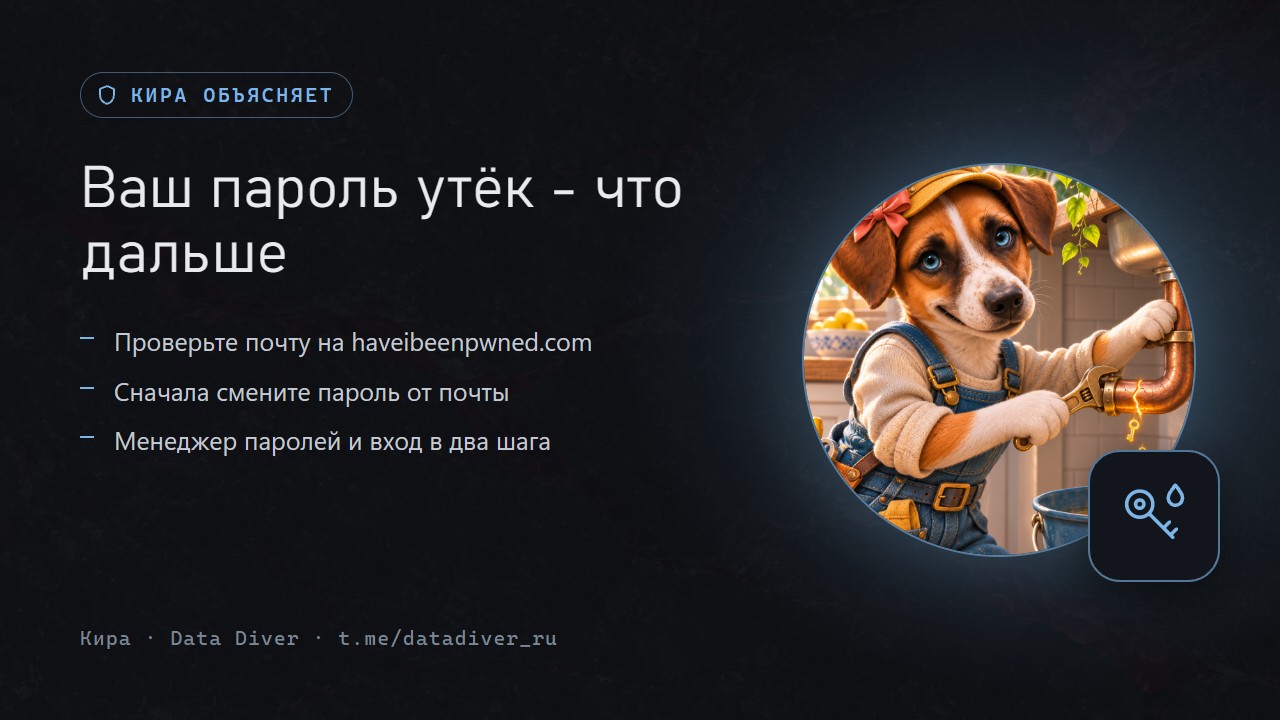 КИРА ОБЪЯСНЯЕТ
Ваш пароль утёк - что
дальше
Проверьте почту на haveibeenpwned.com
Сначала смените пароль от почты
Менеджер паролей и вход в два шага
Кира · Data Diver · t.me/datadiver_ru